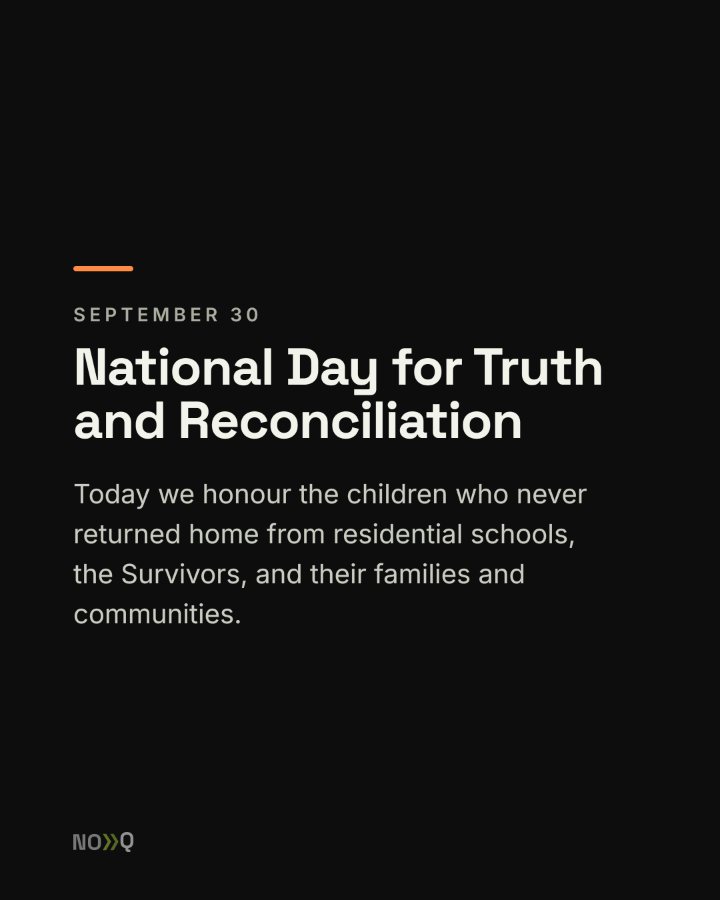 SEPTEMBER 30
National Day for Truth
and Reconciliation
Today we honour the children who never
returned home from residential schools,
the Survivors, and their families and
communities.
NO»Q